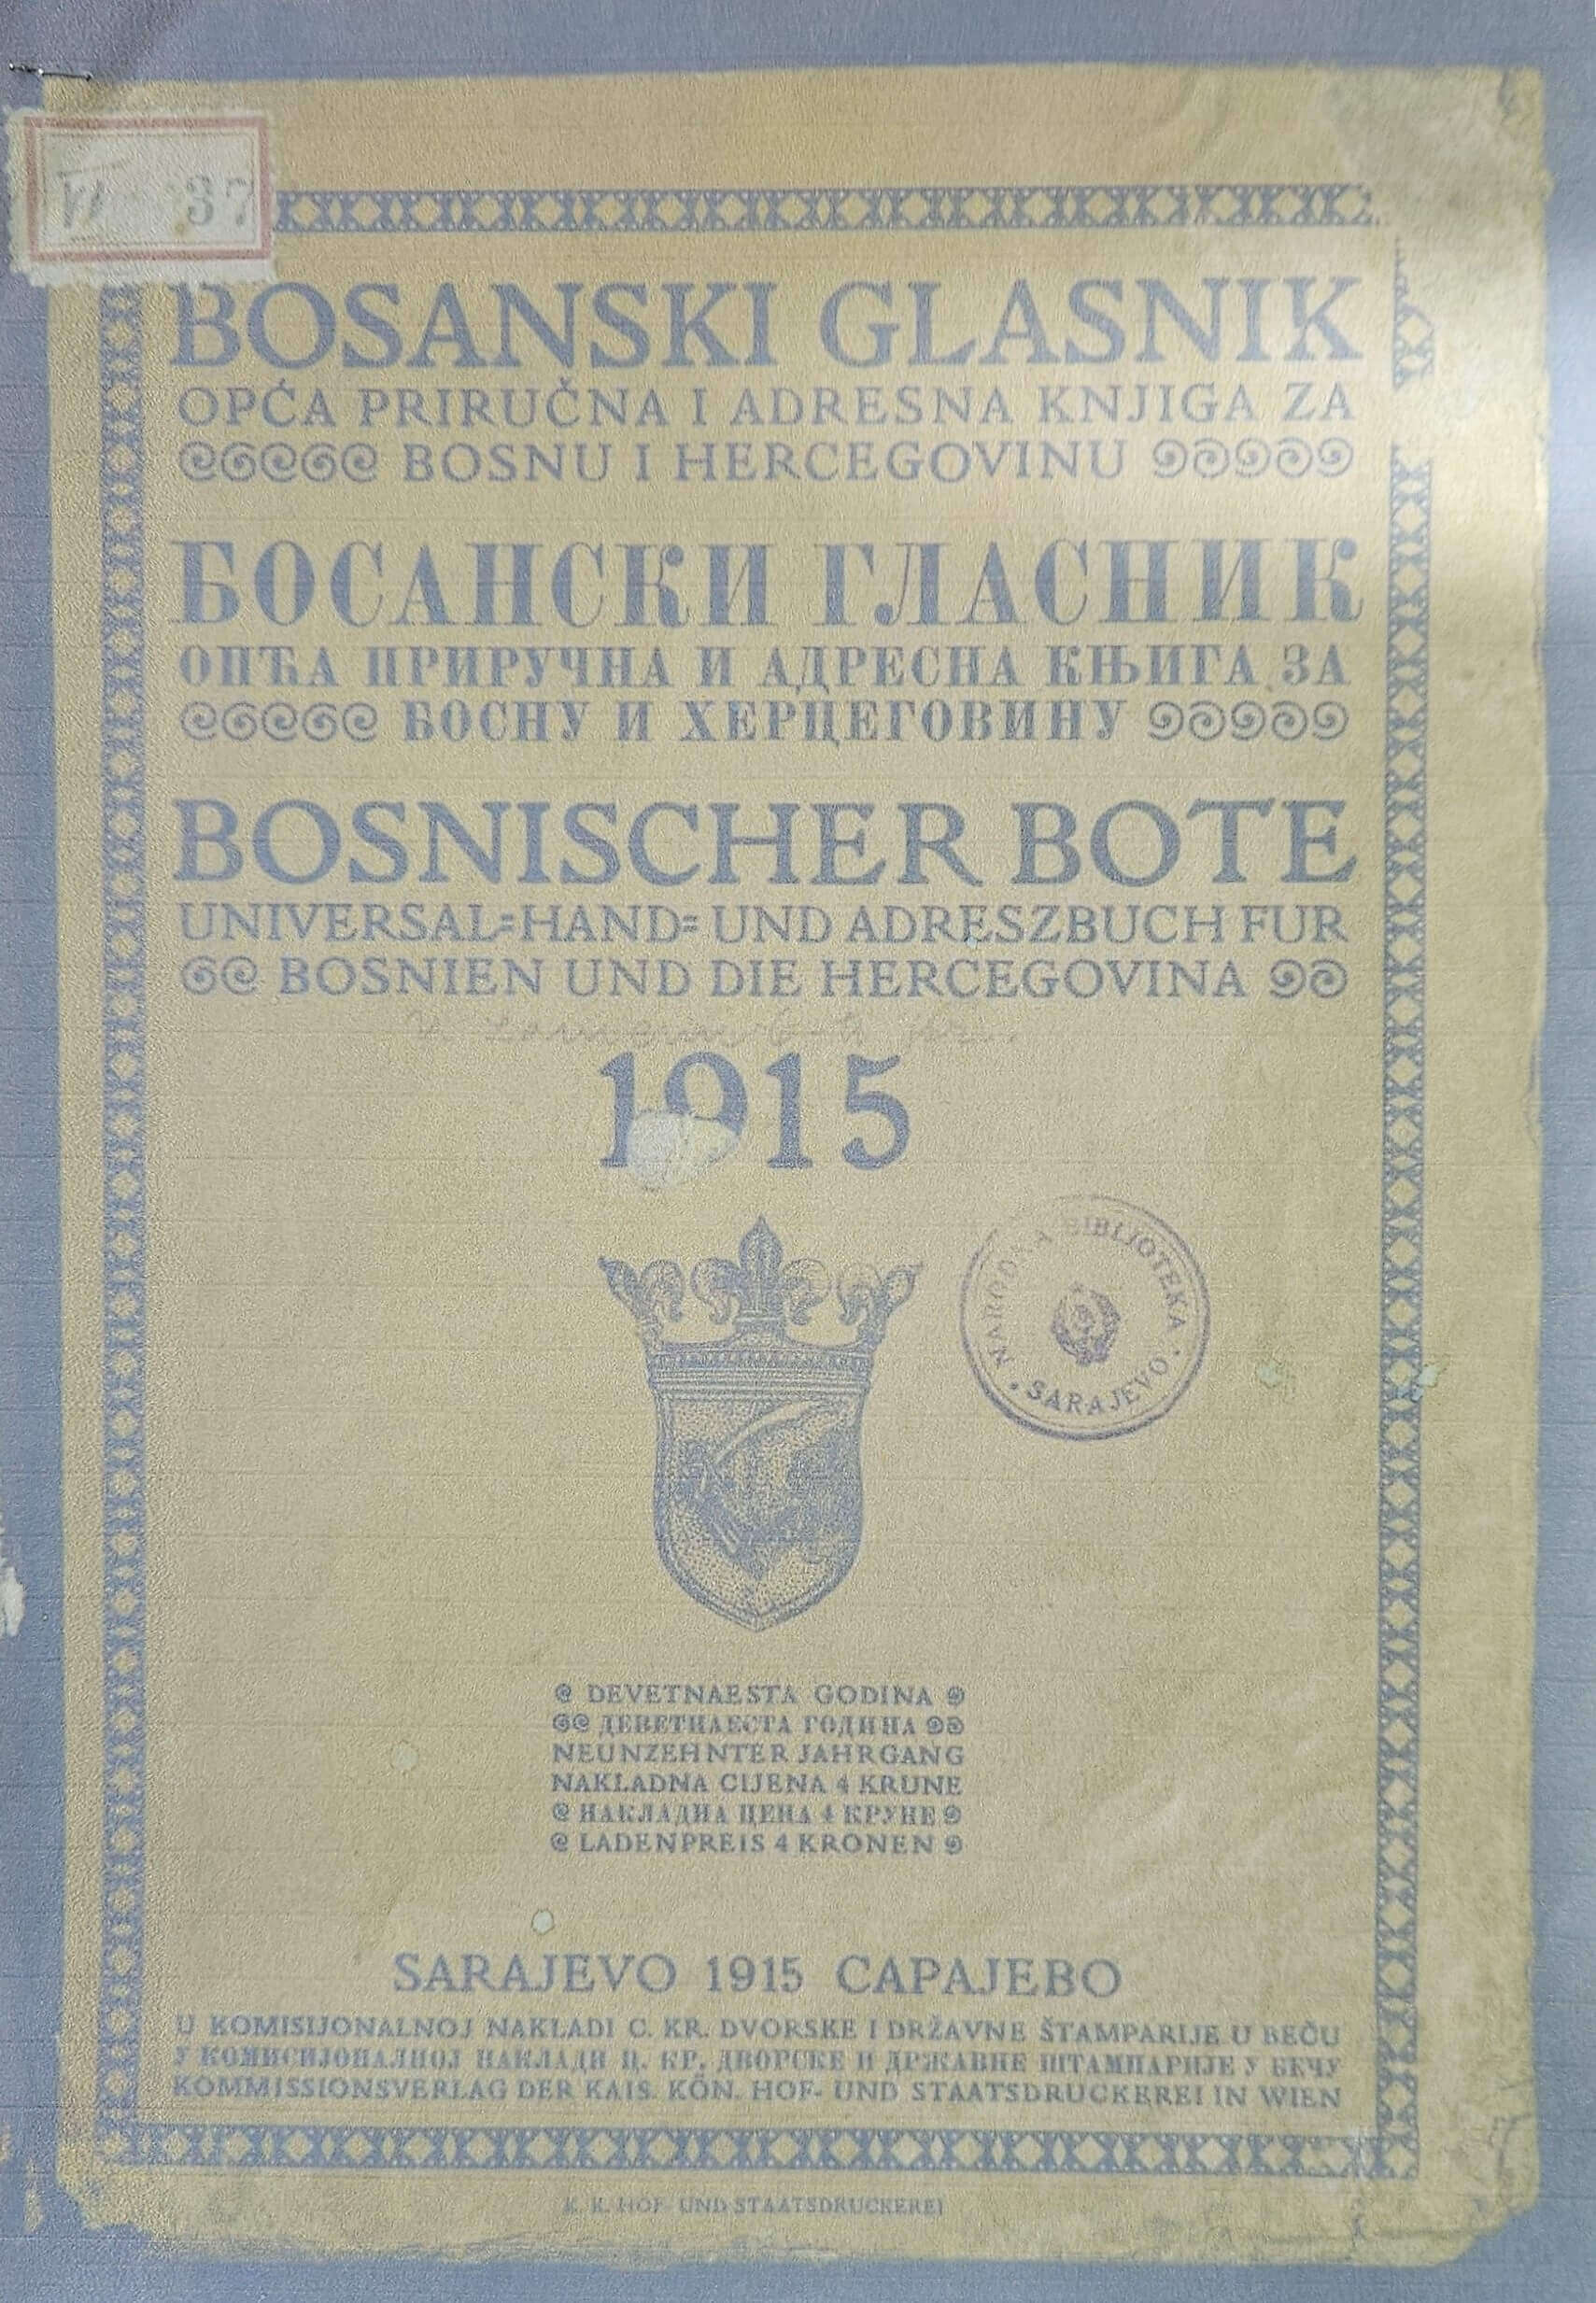 37
BOSANSKI GLASNIK
OPĆA PRIRUČNA I ADRESNA KNJIGA ZA
BOSNU I HERCEGOVINU
БОСАНСКИ ГЛАСНИК
ОПЋА ПРИРУЧНА И АДРЕСНА КЊИГА ЗА
БОСНУ И ХЕРЦЕГОВИНУ
BOSNISCHER BOTE
UNIVERSAL=HAND= UND ADRESZBUCH FUR
BOSNIEN UND DIE HERCEGOVINA
1915
NARODNA BIBLIOTEKA
SARAJEVO
DEVETNAESTA GODINA
ДЕВЕТНАЕСТА ГОДИНА
NEUNZEHNTER JAHRGANG
NAKLADNA CIJENA 4 KRUNE
НАКЛАДНА ЦЕНА 4 КРУНЕ
LADENPREIS 4 KRONEN
SARAJEVO 1915 САРАЈЕВО
U KOMISIJONALNOJ NAKLADI C. KR. DVORSKE I DRŽAVNE ŠTAMPARIJE U BEČU
У КОМИСИЈОНАЛНОЈ НАКЛАДИ Ц. КР. ДВОРСКЕ И ДРЖАВНЕ ШТАМПАРИЈЕ У БЕЧУ
KOMMISSIONSVERLAG DER KAIS. KÖN. HOF- UND STAATSDRUCKEREI IN WIEN
K. K. HOF- UND STAATSDRUCKEREI